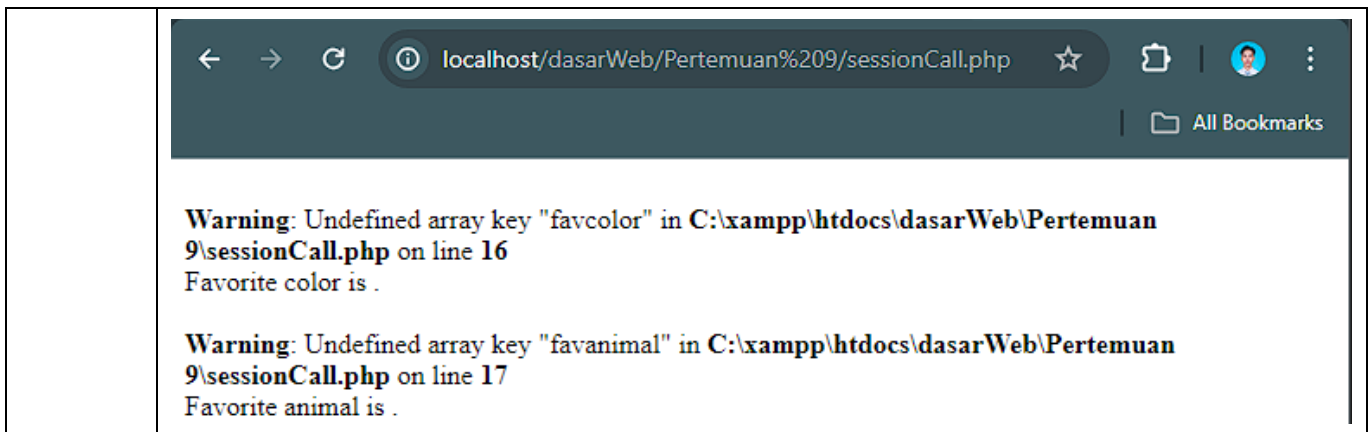 localhost/dasarWeb/Pertemuan%209/sessionCall.php
All Bookmarks
Warning: Undefined array key "favcolor" in C:\xampp\htdocs\dasarWeb\Pertemuan
9\sessionCall.php on line 16
Favorite color is .
Warning: Undefined array key "favanimal" in C:\xampp\htdocs\dasarWeb\Pertemuan
9\sessionCall.php on line 17
Favorite animal is .